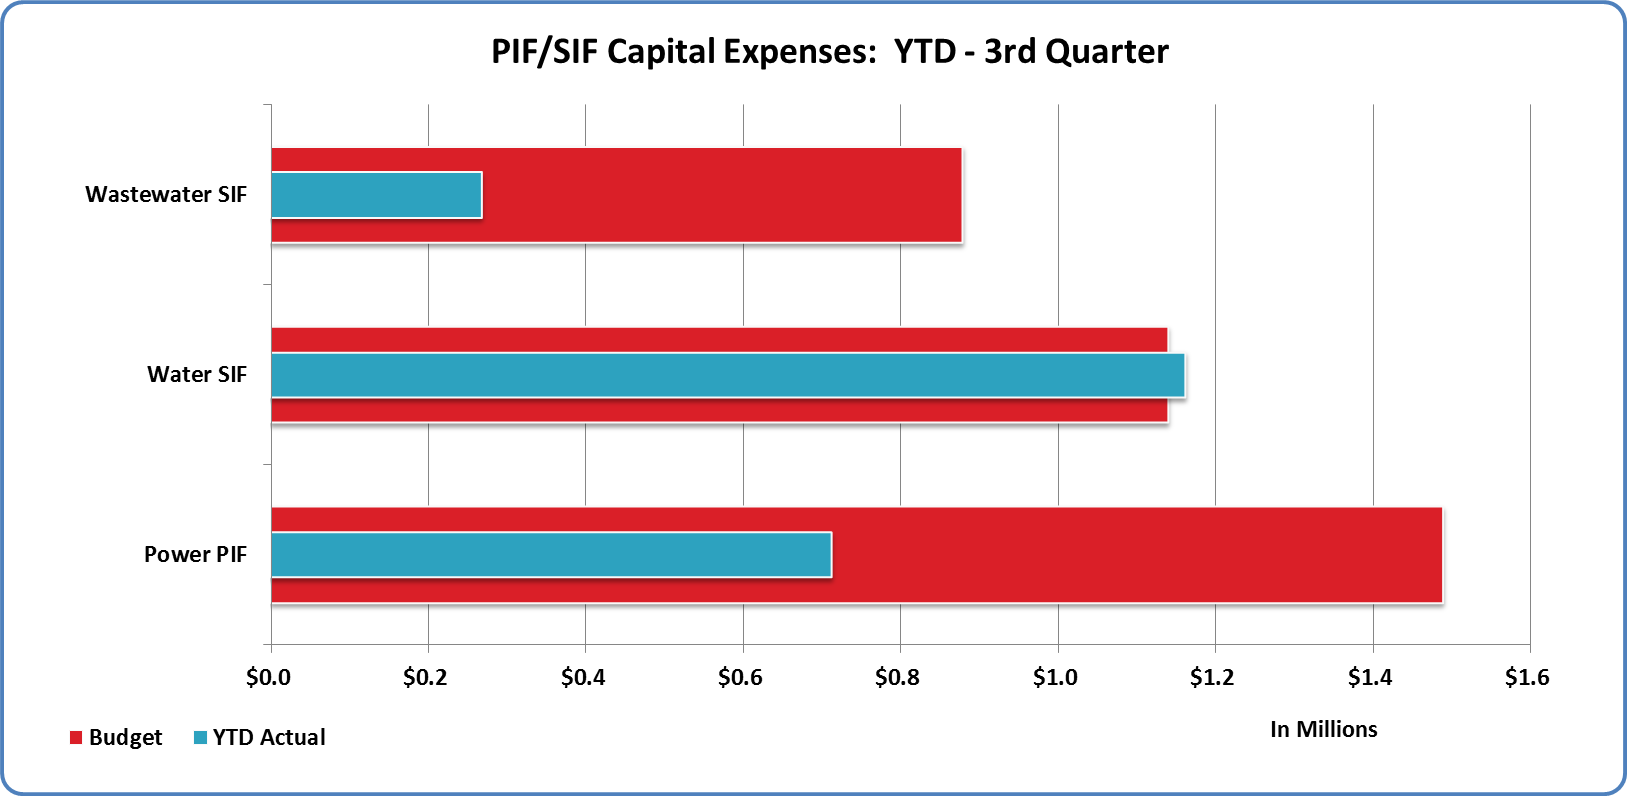 PIF/SIF Capital Expenses:  YTD - 3rd Quarter
Wastewater SIF
Water SIF
Power PIF
$0.0 $0.2 $0.4 $0.6 $0.8 $1.0 $1.2 $1.4 $1.6
In Millions
Budget YTD Actual